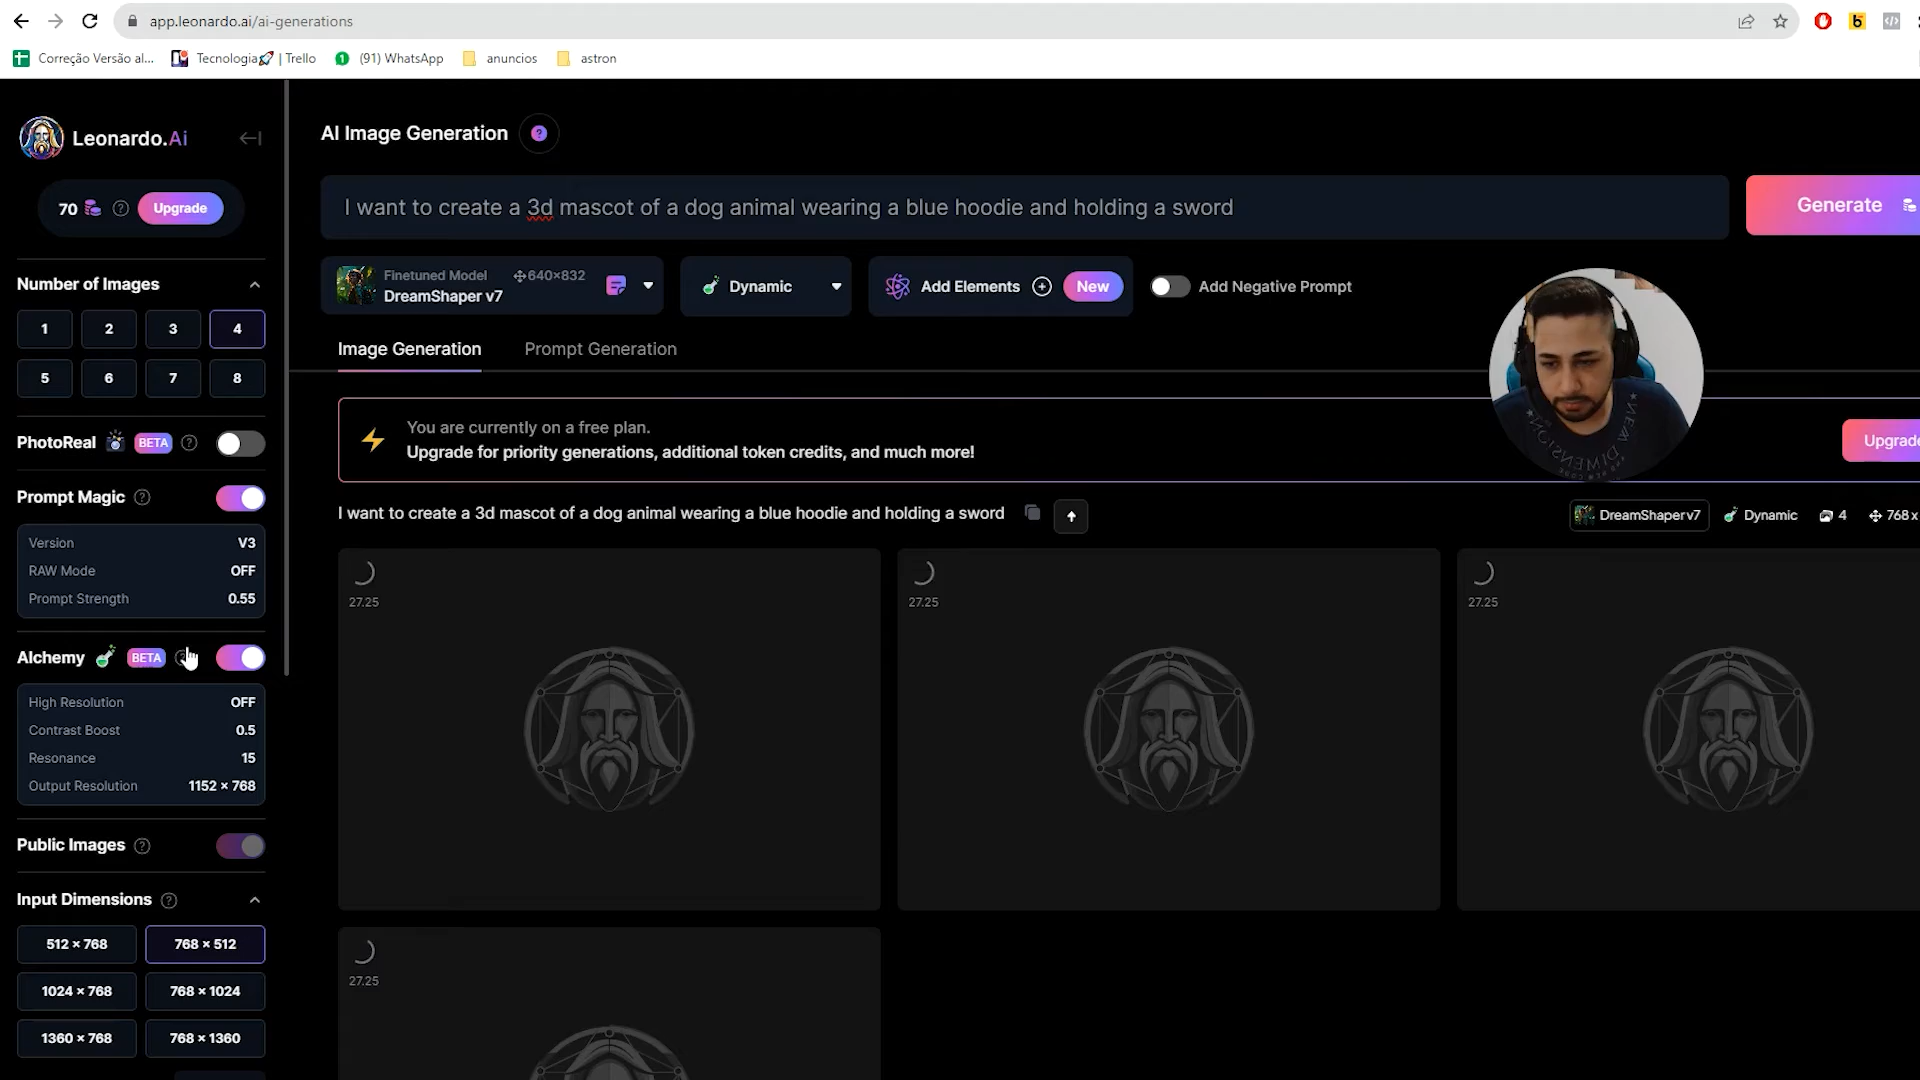 app.leonardo.ai/ai-generations
Correção Versão al...
Tecnologia🚀 | Trello
1
(91) WhatsApp
anuncios
astron
Leonardo.Ai
70
Upgrade
Number of Images
1 2 3 4
5 6 7 8
PhotoReal BETA
Prompt Magic
Version V3
RAW Mode OFF
Prompt Strength 0.55
Alchemy BETA
High Resolution OFF
Contrast Boost 0.5
Resonance 15
Output Resolution 1152 × 768
Public Images
Input Dimensions
512 × 768 768 × 512
1024 × 768 768 × 1024
1360 × 768 768 × 1360
AI Image Generation ?
I want to create a 3d mascot of a dog animal wearing a blue hoodie and holding a sword
Generate
Finetuned Model 640×832
DreamShaper v7
Dynamic
Add Elements
New
Add Negative Prompt
Image Generation
Prompt Generation
You are currently on a free plan.
Upgrade for priority generations, additional token credits, and much more!
Upgrade
I want to create a 3d mascot of a dog animal wearing a blue hoodie and holding a sword
DreamShaper v7
Dynamic
4
768 x
27.25
27.25
27.25
27.25
NEW DIMENSION